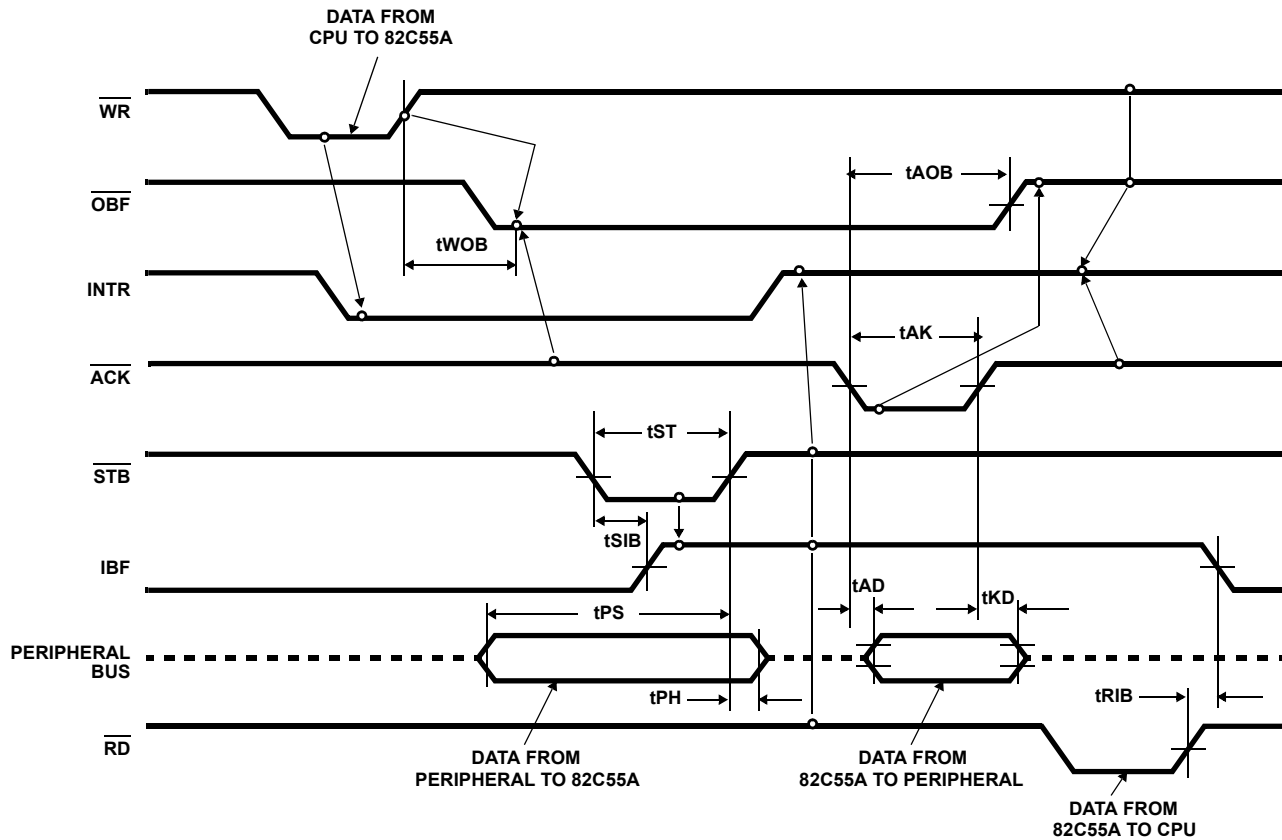 DATA FROM
CPU TO 82C55A
WR
tAOB
OBF
tWOB
INTR
tAK
ACK
tST
STB
tSIB
IBF
tAD
tKD
tPS
PERIPHERAL
BUS
tPH
tRIB
RD
DATA FROM
PERIPHERAL TO 82C55A
DATA FROM
82C55A TO PERIPHERAL
DATA FROM
82C55A TO CPU